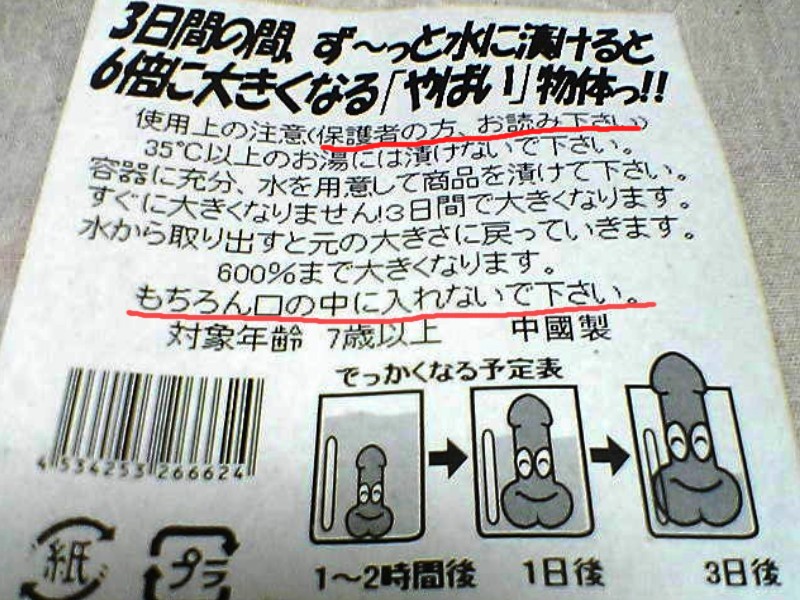 3日間の間、ず〜っと水に漬けると
6倍に大きくなる「やばい」物体っ!!
使用上の注意(保護者の方、お読み下さい)
35℃以上のお湯には漬けないで下さい。
容器に充分、水を用意して商品を漬けて下さい。
すぐに大きくなりません!3日間で大きくなります。
水から取り出すと元の大きさに戻っていきます。
600%まで大きくなります。
もちろん口の中に入れないで下さい。
対象年齢 7歳以上 中國製
でっかくなる予定表
4 534253 266624
紙 プラ
1〜2時間後 1日後 3日後